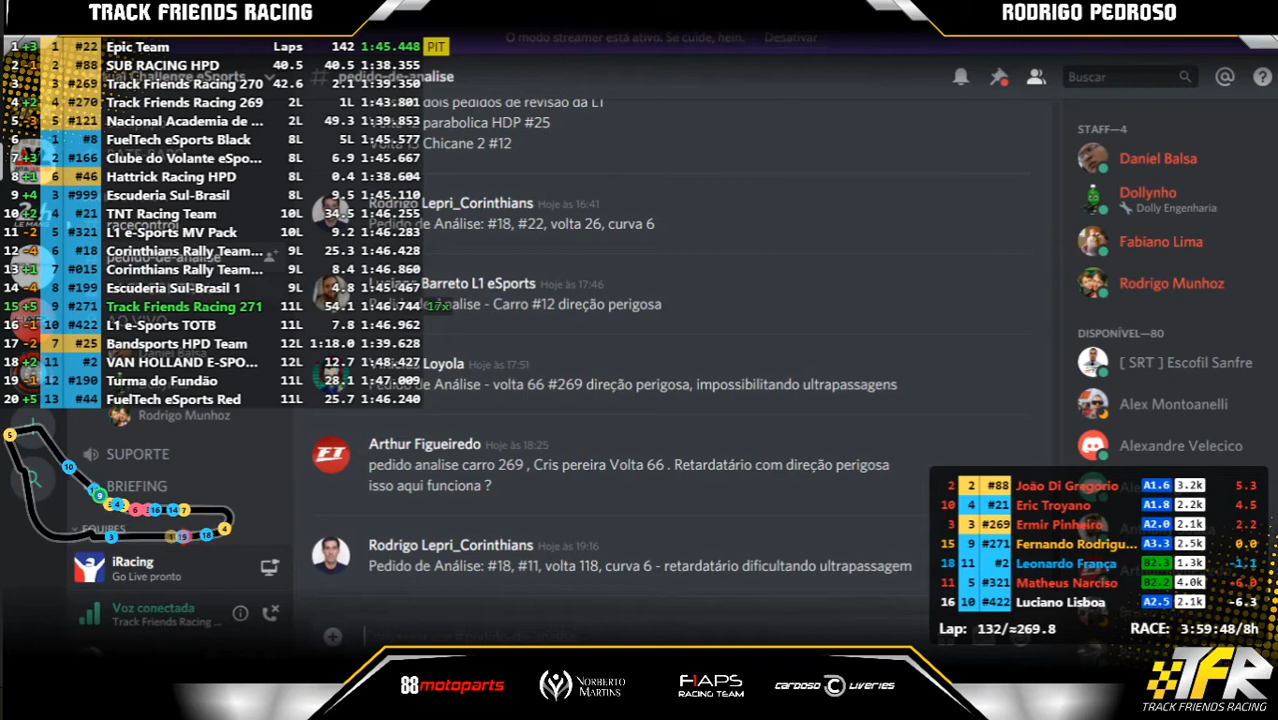 TRACK FRIENDS RACING
RODRIGO PEDROSO
O modo streamer está ativo. Se cuide, hein. Desativar
1 +3 1 #22 Epic Team Laps 142 1:45.448 PIT
2 -1 2 #88 SUB RACING HPD 40.5 40.5 1:38.355
3 3 #269 Track Friends Racing 270 42.6 2.1 1:39.350
4 +2 4 #270 Track Friends Racing 269 2L 1L 1:43.801
5 -3 5 #121 Nacional Academia de ... 2L 49.3 1:39.853
6 1 #8 FuelTech eSports Black 8L 5L 1:45.577
7 +3 2 #166 Clube do Volante eSpo... 8L 6.9 1:45.667
8 +1 6 #46 Hattrick Racing HPD 8L 0.4 1:38.604
9 +4 3 #999 Escuderia Sul-Brasil 8L 9.5 1:45.110
10 +2 4 #21 TNT Racing Team 10L 34.5 1:46.255
11 -2 5 #321 L1 e-Sports MV Pack 10L 9.2 1:46.283
12 -4 6 #18 Corinthians Rally Team... 9L 25.3 1:46.428
13 +1 7 #015 Corinthians Rally Team... 9L 8.4 1:46.860
14 -4 8 #199 Escuderia Sul-Brasil 1 9L 4.8 1:45.467
15 +5 9 #271 Track Friends Racing 271 11L 54.1 1:46.744 17x
16 -1 10 #422 L1 e-Sports TOTB 11L 7.8 1:46.962
17 -2 7 #25 Bandsports HPD Team 12L 1:18.0 1:39.628
18 +2 11 #2 VAN HOLLAND E-SPO... 12L 12.7 1:48.427
19 -1 12 #190 Turma do Fundão 11L 28.1 1:47.009
20 +5 13 #44 FuelTech eSports Red 11L 25.7 1:46.240
Challenge eSports
# pedido-de-analise
Buscar
racecontrol
pedido-de-analise
Daniel Balsa
Rodrigo Munhoz
SUPORTE
BRIEFING
EQUIPES
iRacing
Go Live pronto
Voz conectada
Track Friends Racing ...
dois pedidos de revisão da L1
parabolica HDP #25
Volta 13 Chicane 2 #12
Rodrigo Lepri_Corinthians Hoje às 16:41
Pedido de Análise: #18, #22, volta 26, curva 6
Barreto L1 eSports Hoje às 17:46
Analise - Carro #12 direção perigosa
Loyola Hoje às 17:51
Pedido de Análise - volta 66 #269 direção perigosa, impossibilitando ultrapassagens
Arthur Figueiredo Hoje às 18:25
pedido analise carro 269 , Cris pereira Volta 66 . Retardatário com direção perigosa
isso aqui funciona ?
Rodrigo Lepri_Corinthians Hoje às 19:16
Pedido de Análise: #18, #11, volta 118, curva 6 - retardatário dificultando ultrapassagem
STAFF—4
Daniel Balsa
Dollynho
Dolly Engenharia
Fabiano Lima
Rodrigo Munhoz
DISPONÍVEL—80
[ SRT ] Escofil Sanfre
Alex Montoanelli
Alexandre Velecico
2 2 #88 João Di Gregorio A1.6 3.2k 5.3
10 4 #21 Eric Troyano A1.8 2.2k 4.5
3 3 #269 Ermir Pinheiro A2.0 2.1k 2.2
15 9 #271 Fernando Rodrigu... A3.3 2.5k 0.0
18 11 #2 Leonardo França B2.3 1.3k -1.1
11 5 #321 Matheus Narciso B2.2 4.0k -6.0
16 10 #422 Luciano Lisboa A2.5 2.1k -6.3
Lap: 132/≈269.8 RACE: 3:59:48/8h
88motoparts
NORBERTO MARTINS
F1APS RACING TEAM
CARDOSO LIVERIES
TFR
TRACK FRIENDS RACING